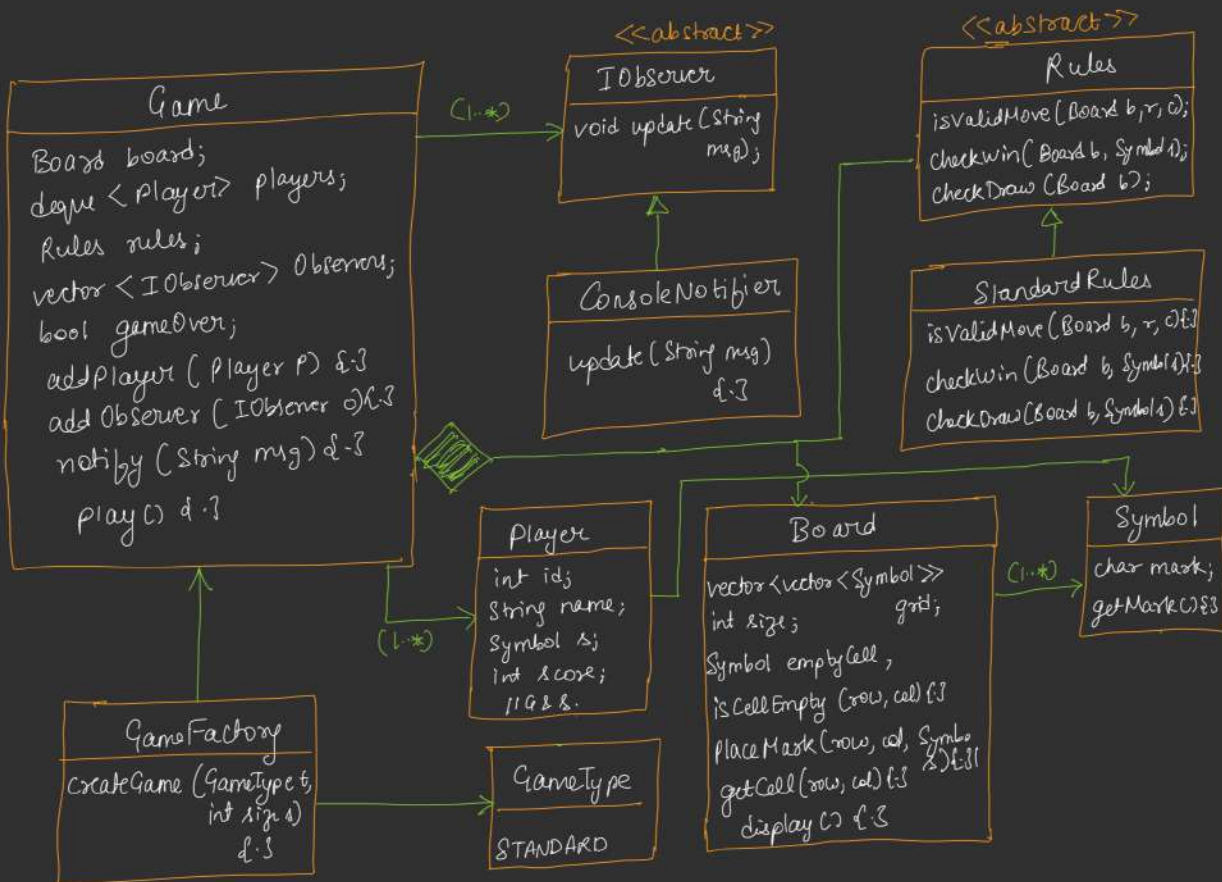 Game
Board board;
deque <Player> players;
Rules rules;
vector <IObserver> Observers;
bool gameOver;
addPlayer (Player P) {.}
add Observer (IObserver o){.}
notify (String msg) {.}
play() {.}
(1..*)
<<abstract>>
IObserver
void update (String
msg);
ConsoleNotifier
update (String msg)
{.}
<<abstract>>
Rules
isValidMove (Board b, r, c);
checkWin (Board b, Symbol s);
checkDraw (Board b);
StandardRules
isValidMove (Board b, r, c){.}
checkWin (Board b, Symbol s){.}
checkDraw (Board b, Symbol s) {.}
(1..*)
Player
int id;
String name;
Symbol s;
int score;
// G & S.
Board
vector<vector<Symbol>>
grid;
int size;
Symbol emptyCell,
isCellEmpty (row, col) {.}
placeMark (row, col, Symbo
s){.}
getCell (row, col) {.}
display () {.}
(1..*)
Symbol
char mark;
getMark(){}
GameFactory
createGame (GameType t,
int size)
{.}
GameType
STANDARD